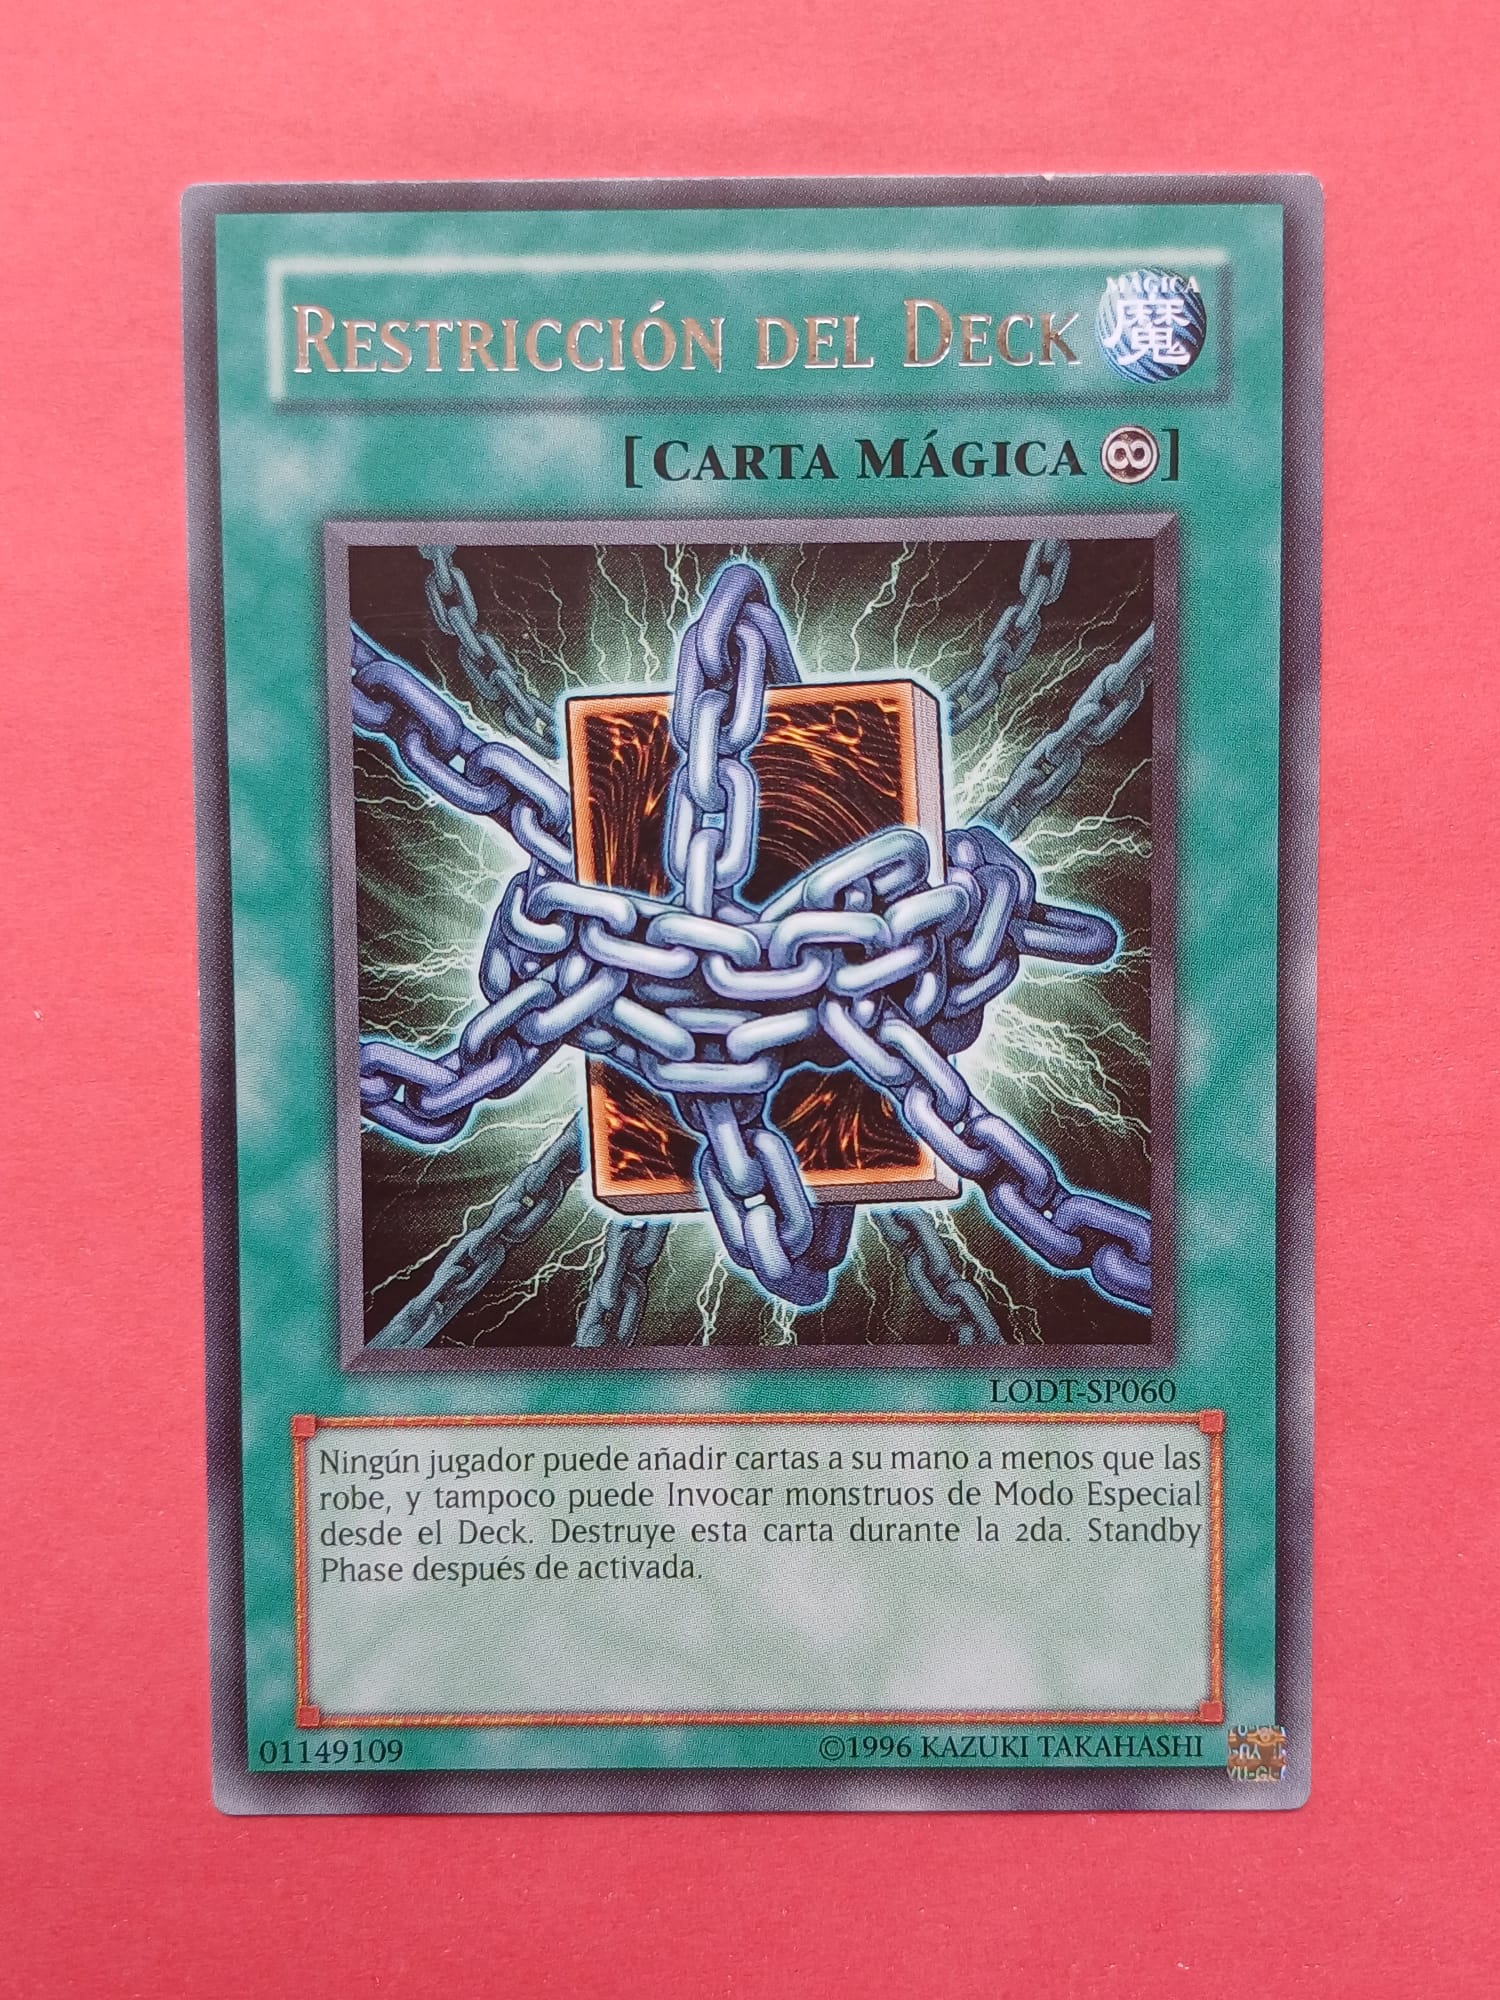 RESTRICCIÓN DEL DECK
MÁGICA
魔
[CARTA MÁGICA]
LODT-SP060
Ningún jugador puede añadir cartas a su mano a menos que las
robe, y tampoco puede Invocar monstruos de Modo Especial
desde el Deck. Destruye esta carta durante la 2da. Standby
Phase después de activada.
01149109
©1996 KAZUKI TAKAHASHI